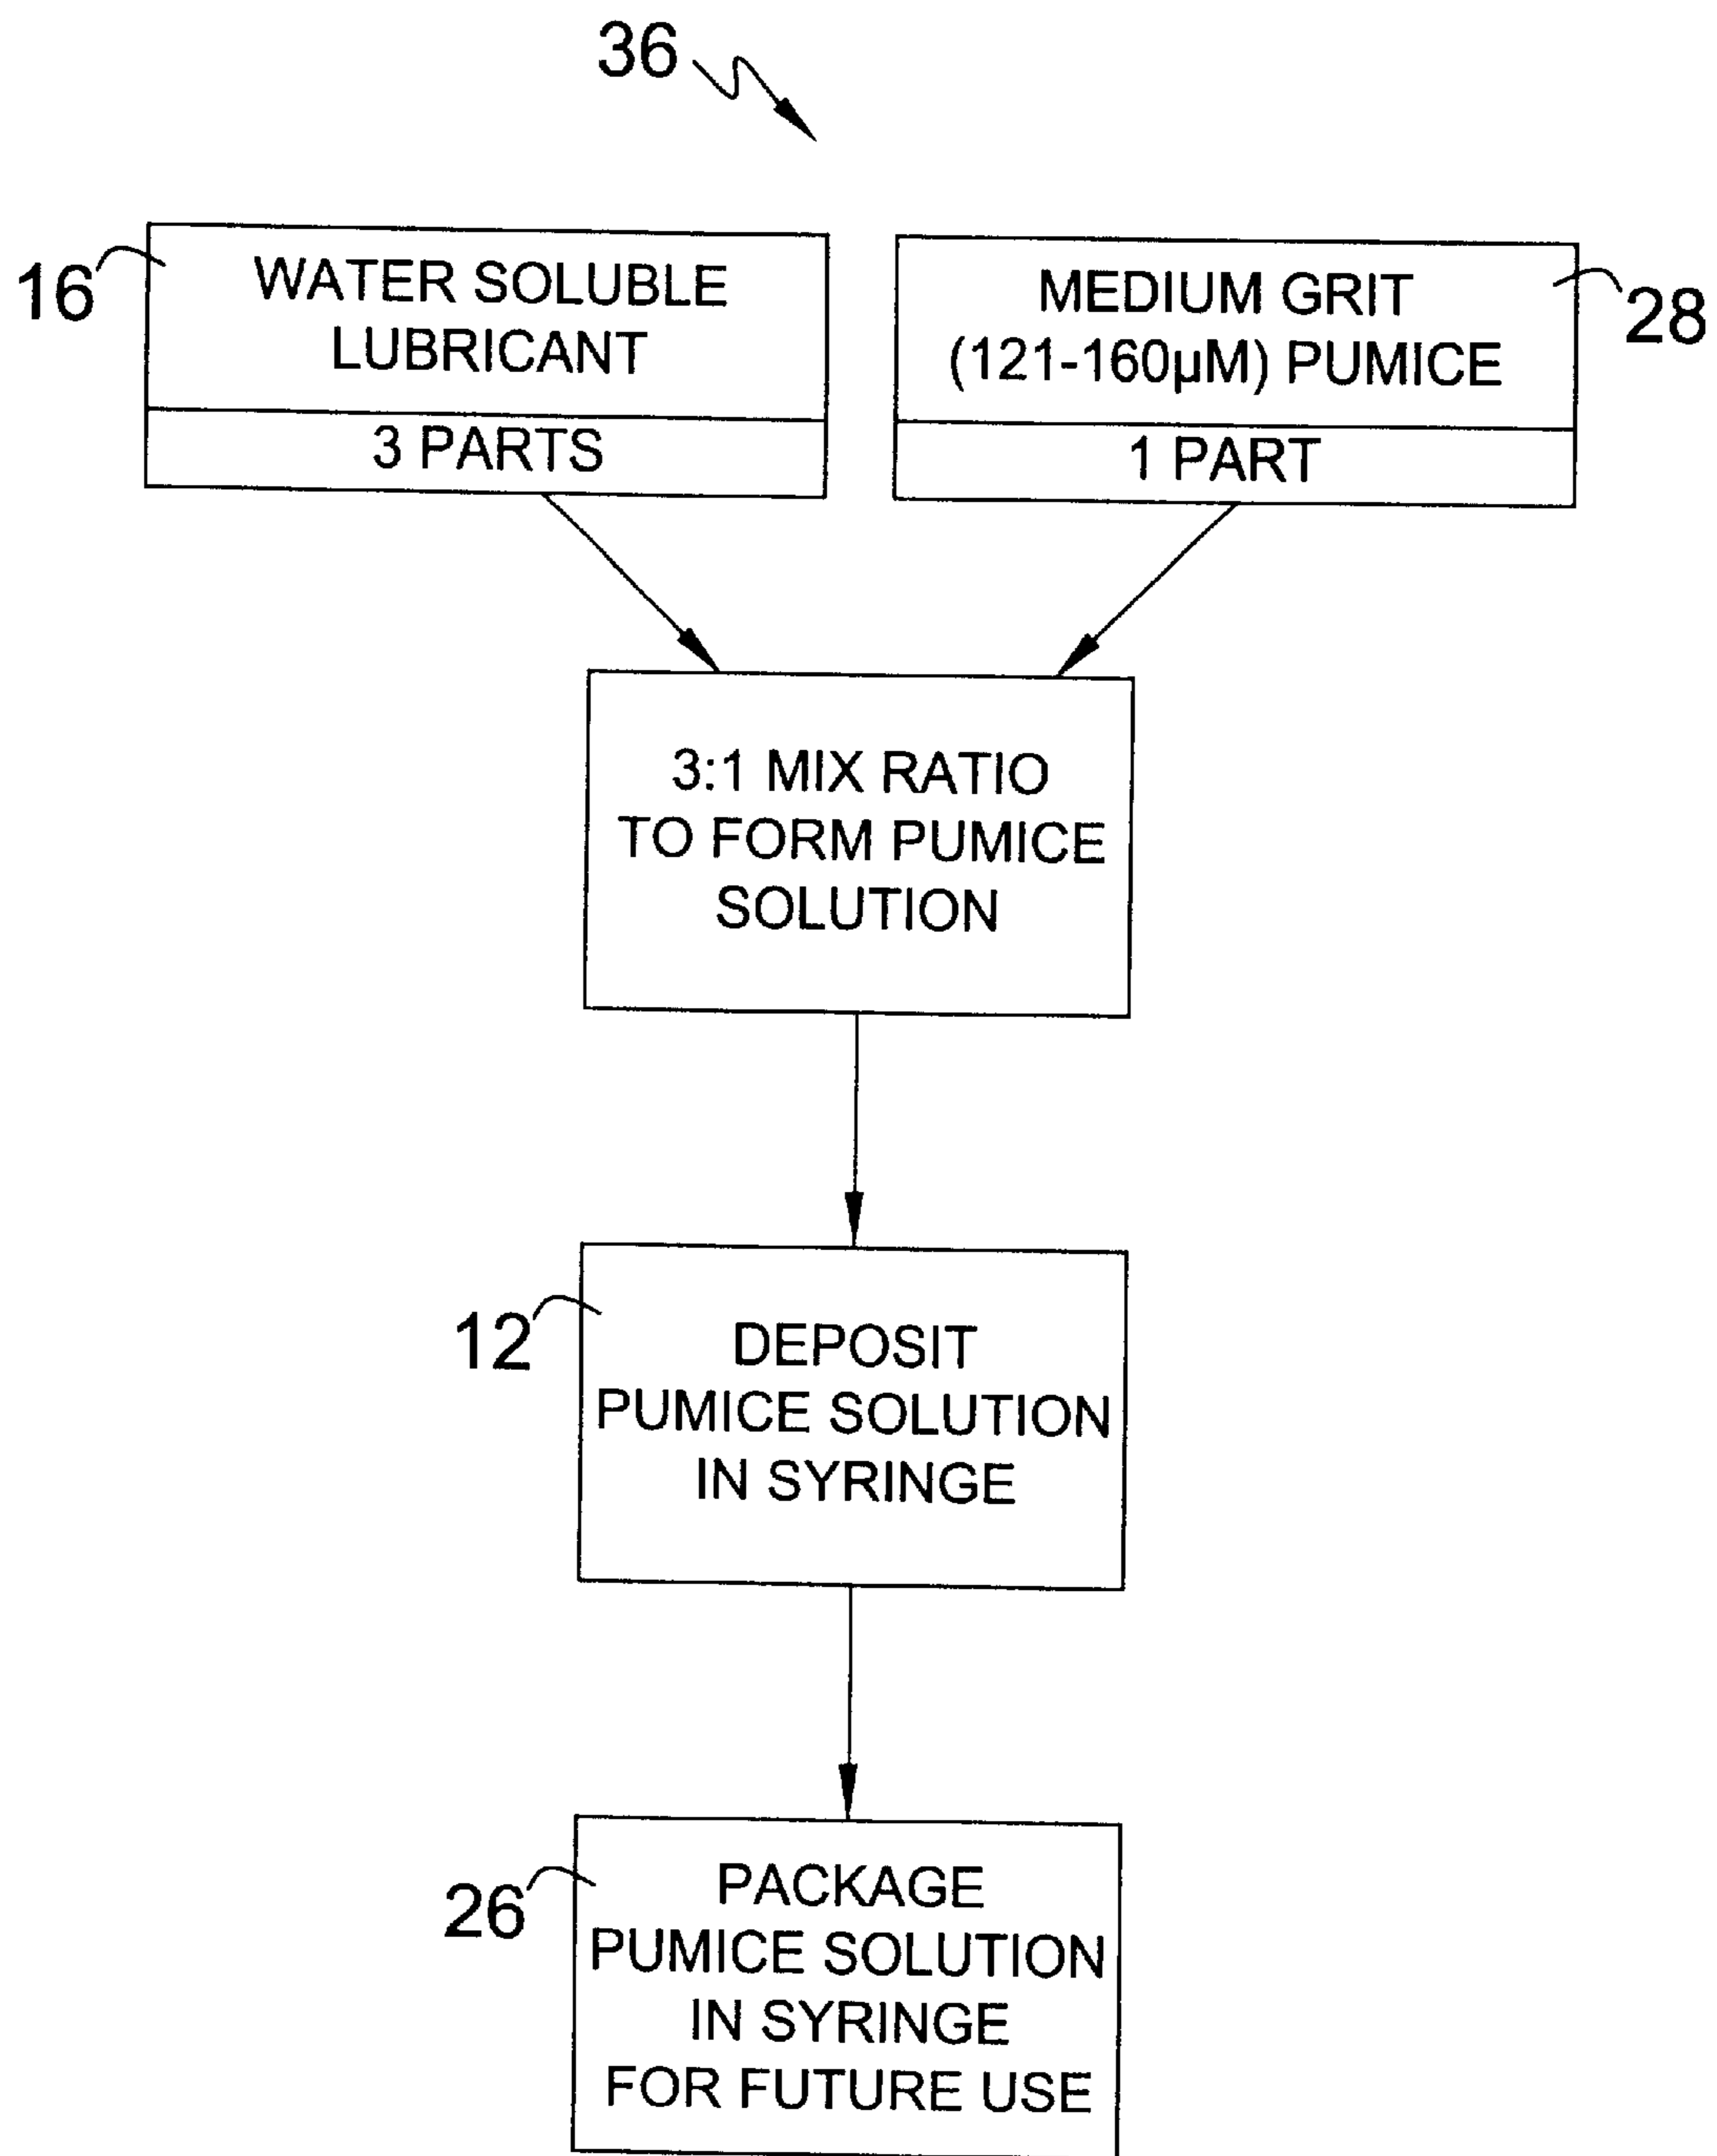 36
16
WATER SOLUBLE
LUBRICANT
3 PARTS
MEDIUM GRIT
(121-160µM) PUMICE
1 PART
28
3:1 MIX RATIO
TO FORM PUMICE
SOLUTION
12
DEPOSIT
PUMICE SOLUTION
IN SYRINGE
26
PACKAGE
PUMICE SOLUTION
IN SYRINGE
FOR FUTURE USE